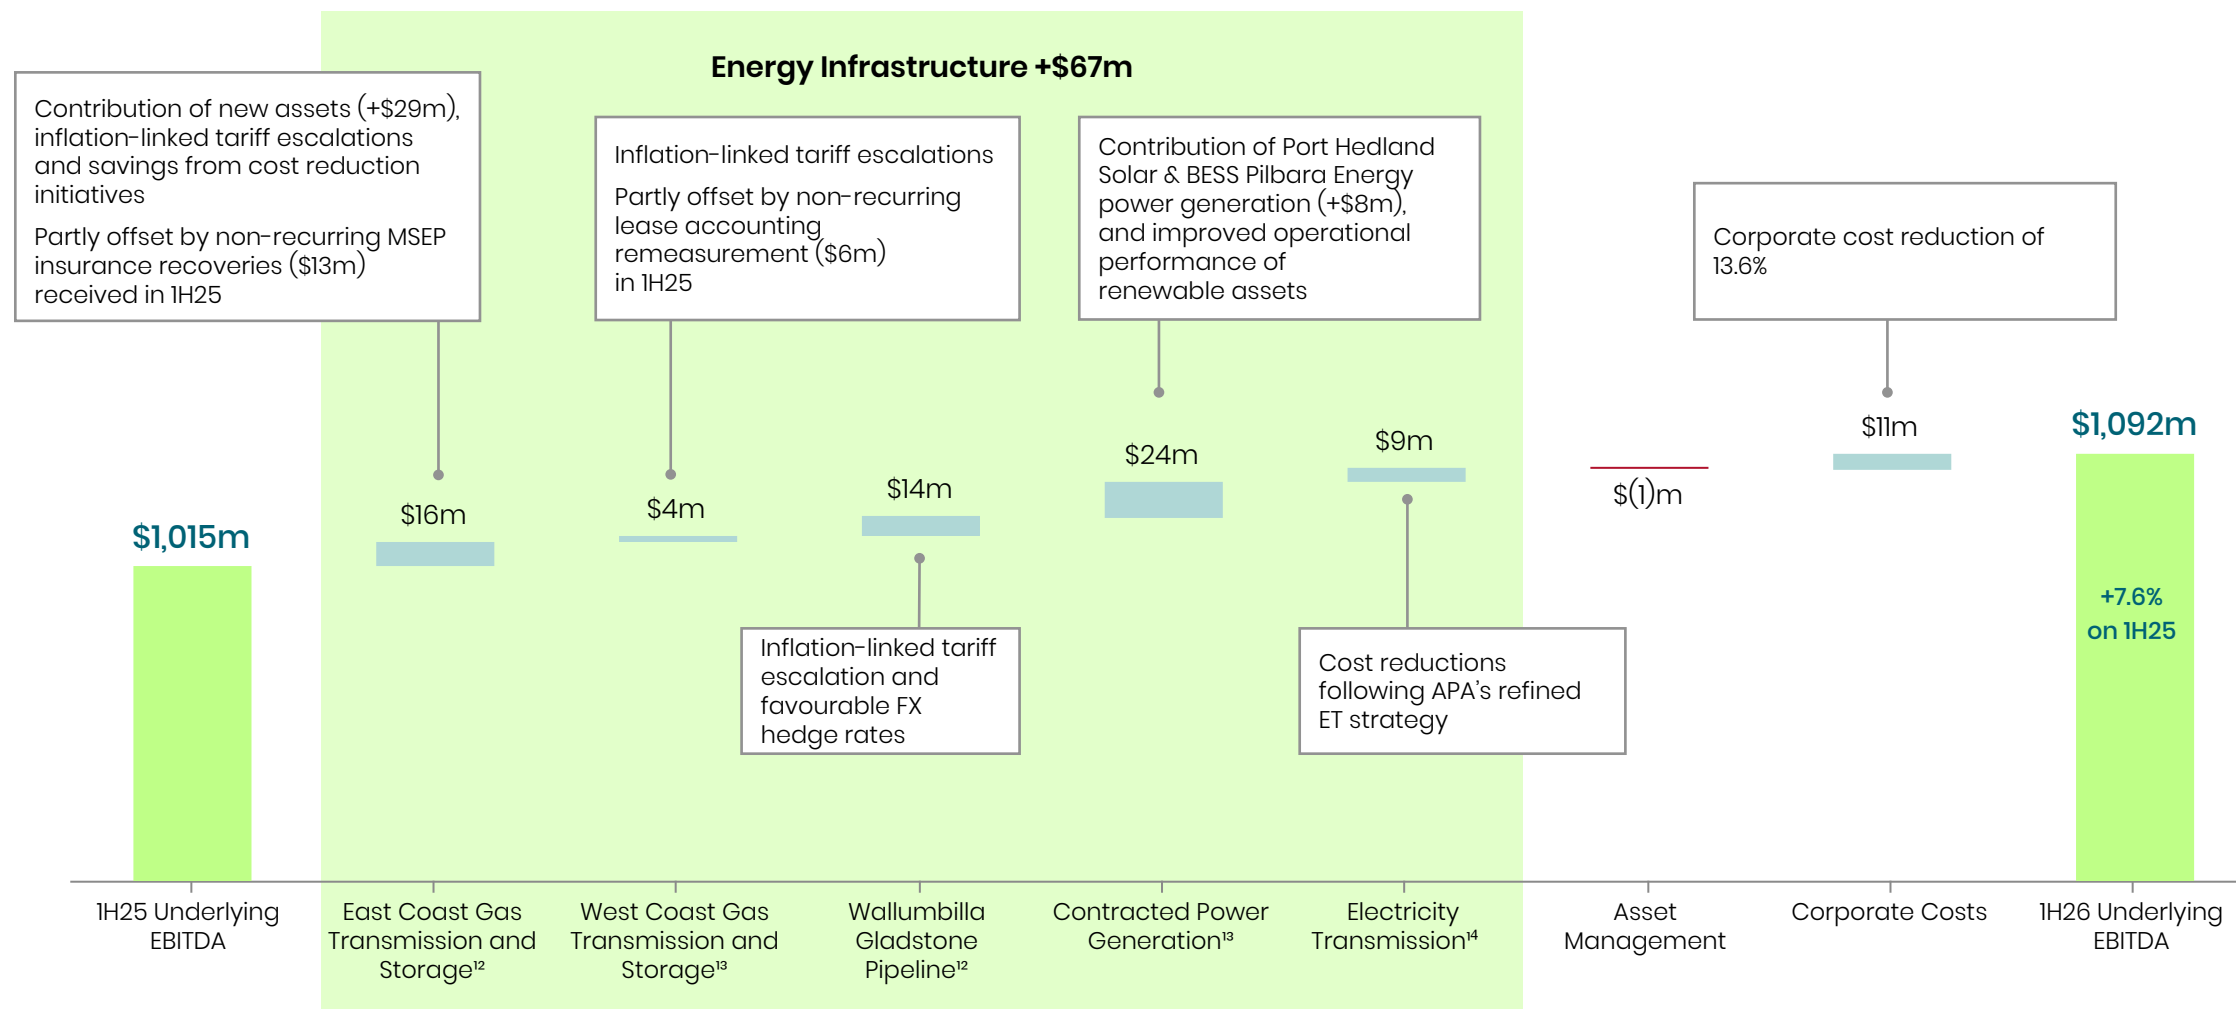 Energy Infrastructure +$67m
Contribution of new assets (+$29m),
inflation-linked tariff escalations
and savings from cost reduction
initiatives
Partly offset by non-recurring MSEP
insurance recoveries ($13m)
received in 1H25
Inflation-linked tariff escalations
Partly offset by non-recurring
lease accounting
remeasurement ($6m)
in 1H25
Contribution of Port Hedland
Solar & BESS Pilbara Energy
power generation (+$8m),
and improved operational
performance of
renewable assets
Corporate cost reduction of
13.6%
$1,015m
$16m
$4m
$14m
$24m
$9m
$(1)m
$11m
$1,092m
+7.6%
on 1H25
Inflation-linked tariff
escalation and
favourable FX
hedge rates
Cost reductions
following APA’s refined
ET strategy
1H25 Underlying
EBITDA
East Coast Gas
Transmission and
Storage¹²
West Coast Gas
Transmission and
Storage¹³
Wallumbilla
Gladstone
Pipeline¹²
Contracted Power
Generation¹³
Electricity
Transmission¹⁴
Asset
Management
Corporate Costs
1H26 Underlying
EBITDA